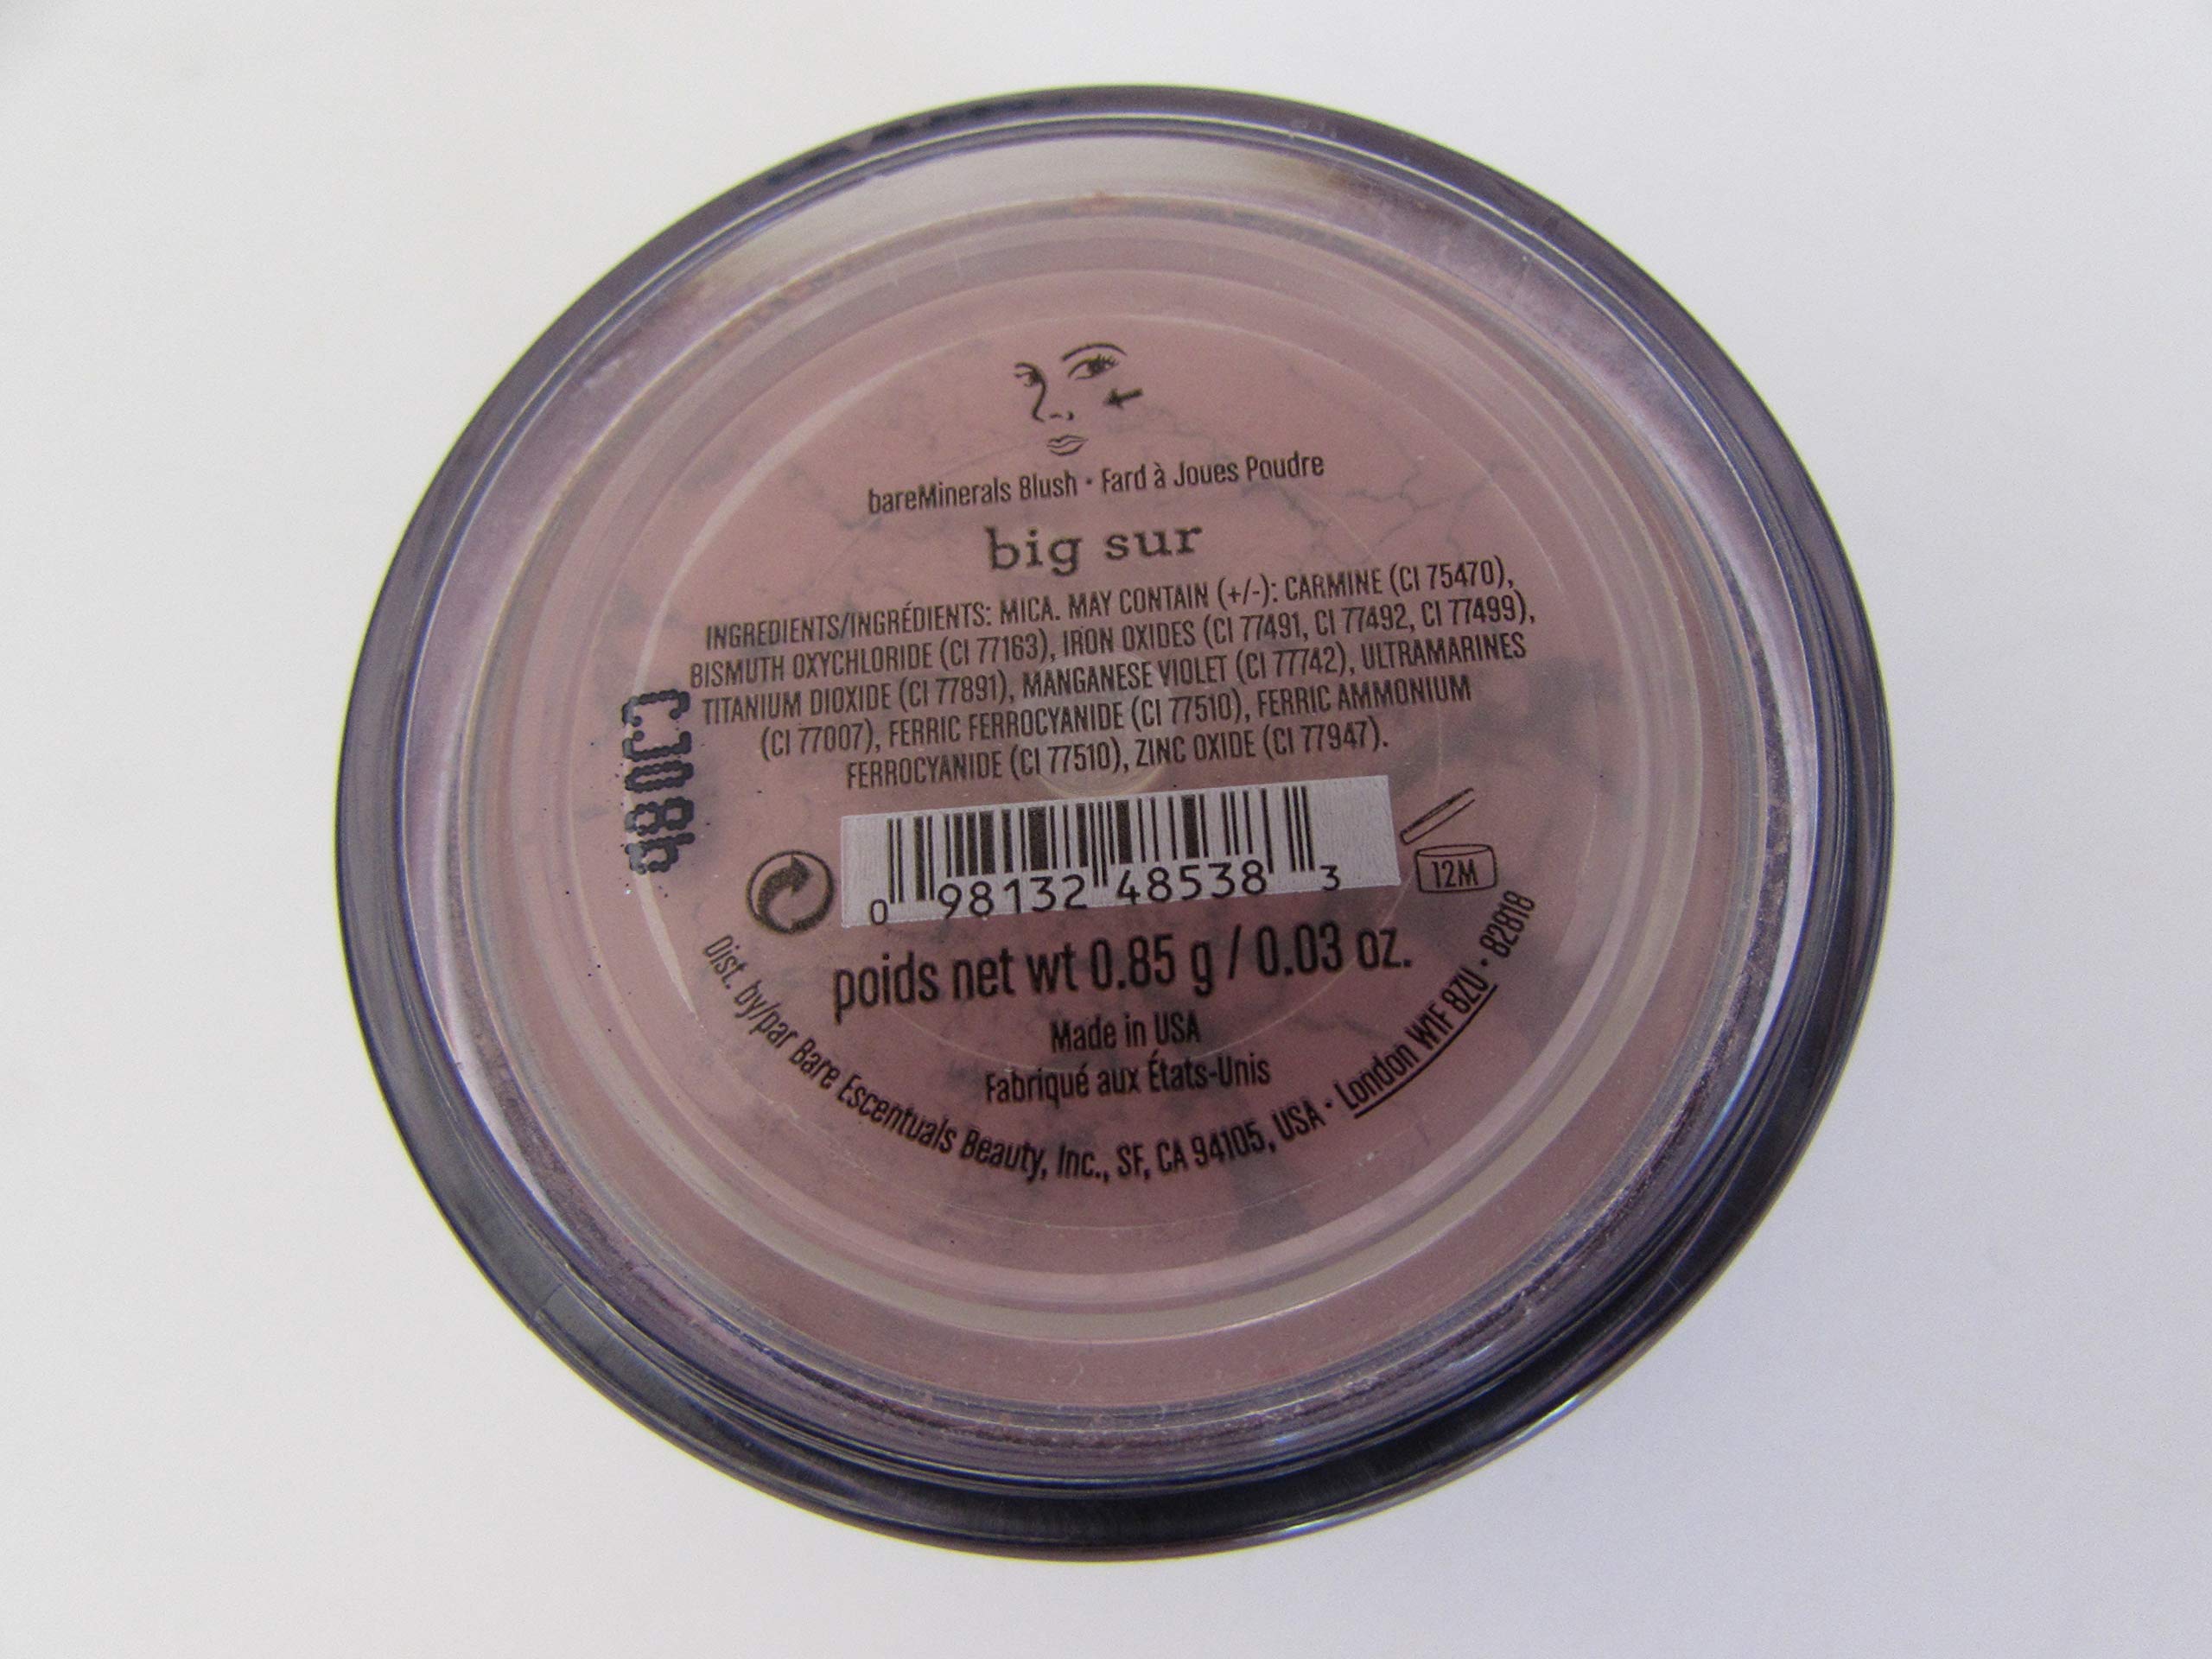 bareMinerals Blush • Fard à Joues Poudre
big sur
INGREDIENTS/INGRÉDIENTS: MICA. MAY CONTAIN (+/-): CARMINE (CI 75470),
BISMUTH OXYCHLORIDE (CI 77163), IRON OXIDES (CI 77491, CI 77492, CI 77499),
TITANIUM DIOXIDE (CI 77891), MANGANESE VIOLET (CI 77742), ULTRAMARINES
(CI 77007), FERRIC FERROCYANIDE (CI 77510), FERRIC AMMONIUM
FERROCYANIDE (CI 77510), ZINC OXIDE (CI 77947).
CJ08b
0 98132 48538 3
12M
poids net wt 0.85 g / 0.03 oz.
Made in USA
Fabriqué aux États-Unis
Dist. by/par Bare Escentuals Beauty, Inc., SF, CA 94105, USA • London W1F 8ZU • 82818